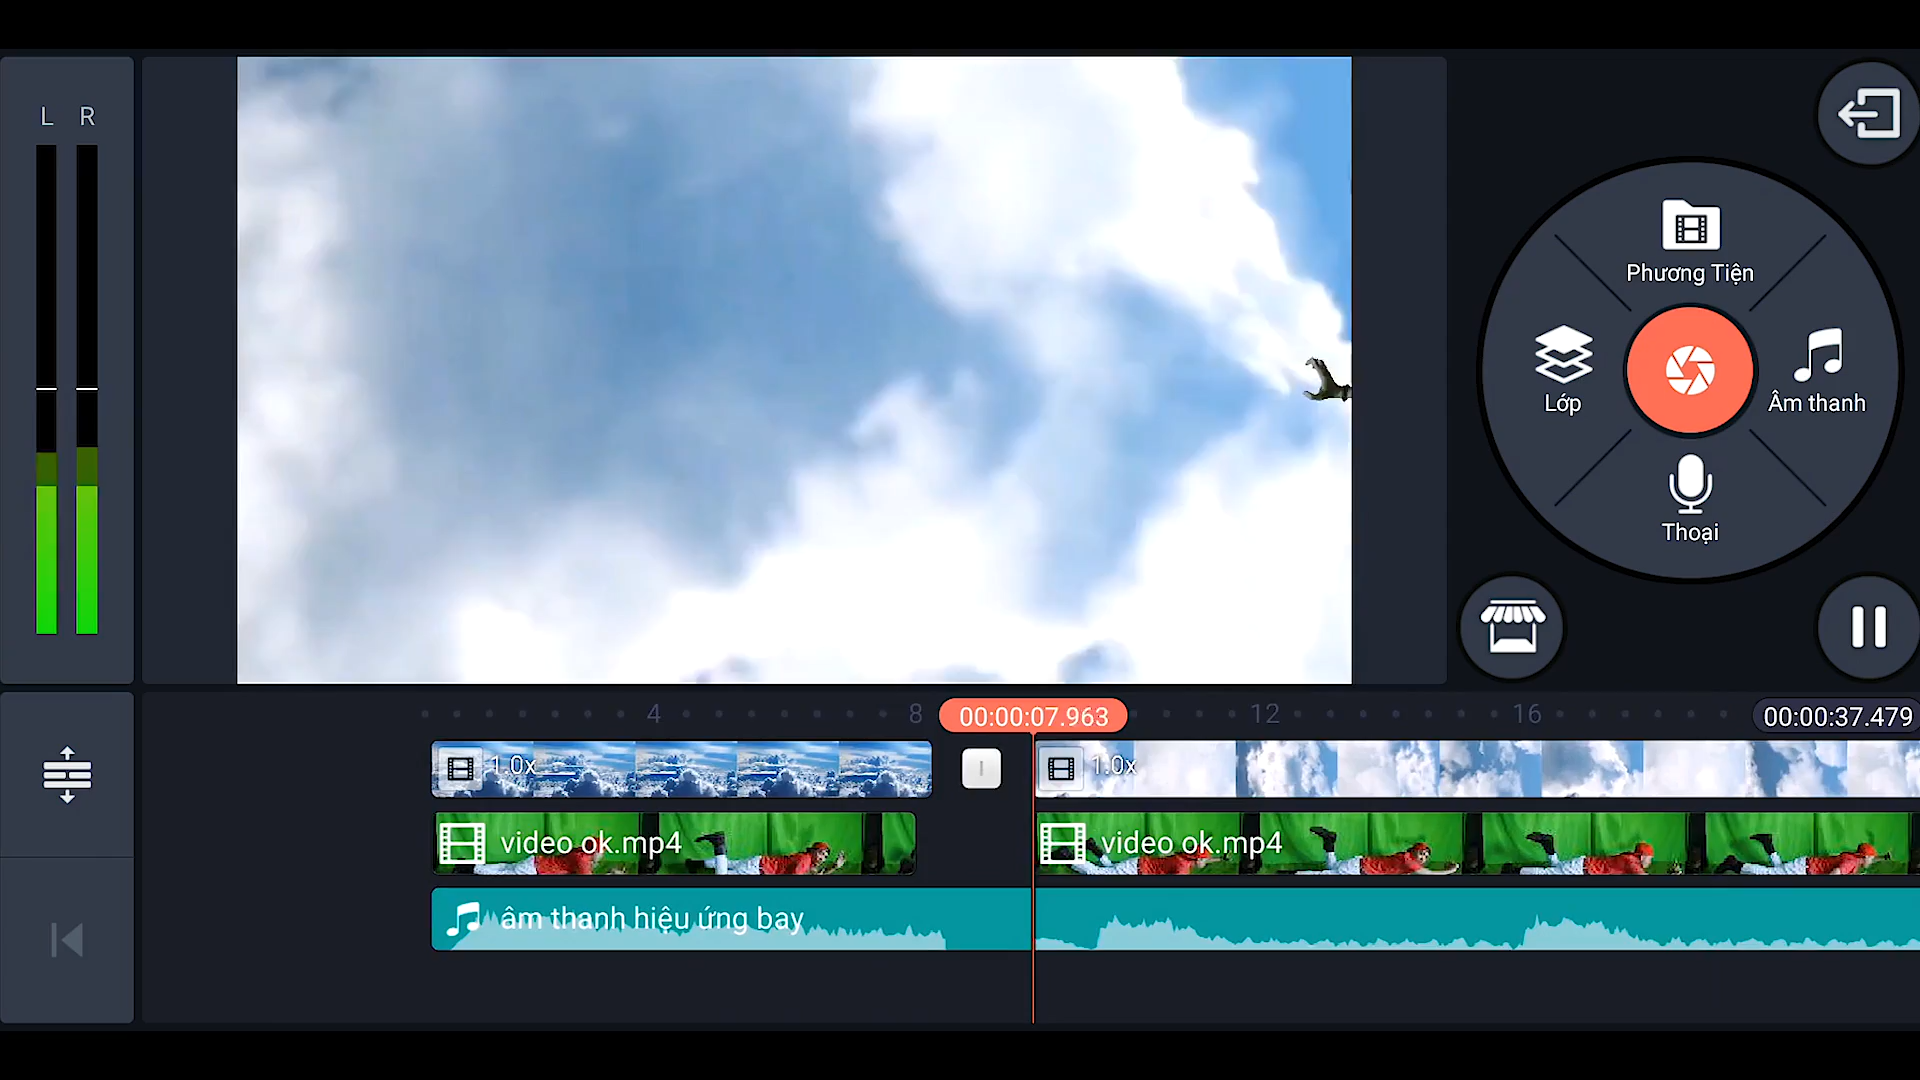 L R
Phương Tiện
Lớp
Âm thanh
Thoại
4 8 00:00:07.963 12 16 00:00:37.479
1.0x 1.0x
video ok.mp4 video ok.mp4
âm thanh hiệu ứng bay